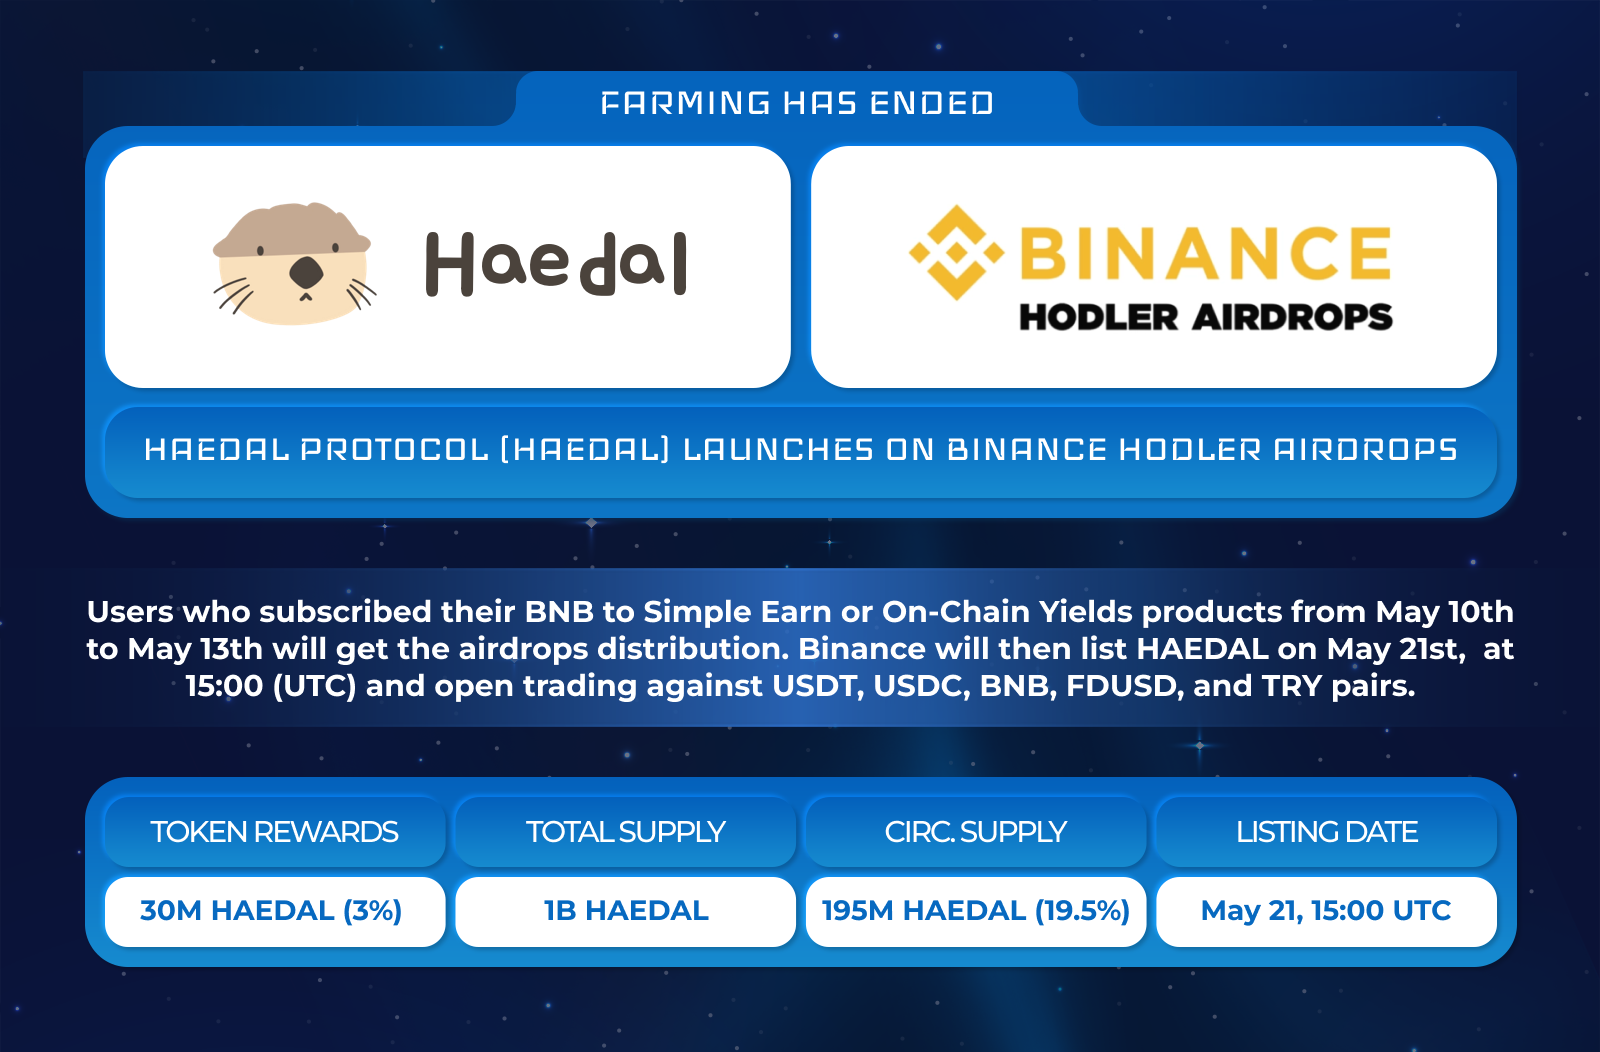 FARMING HAS ENDED
Haedal
BINANCE
HODLER AIRDROPS
HAEDAL PROTOCOL (HAEDAL) LAUNCHES ON BINANCE HODLER AIRDROPS
Users who subscribed their BNB to Simple Earn or On-Chain Yields products from May 10th
to May 13th will get the airdrops distribution. Binance will then list HAEDAL on May 21st,  at
15:00 (UTC) and open trading against USDT, USDC, BNB, FDUSD, and TRY pairs.
TOKEN REWARDS
TOTAL SUPPLY
CIRC. SUPPLY
LISTING DATE
30M HAEDAL (3%)
1B HAEDAL
195M HAEDAL (19.5%)
May 21, 15:00 UTC